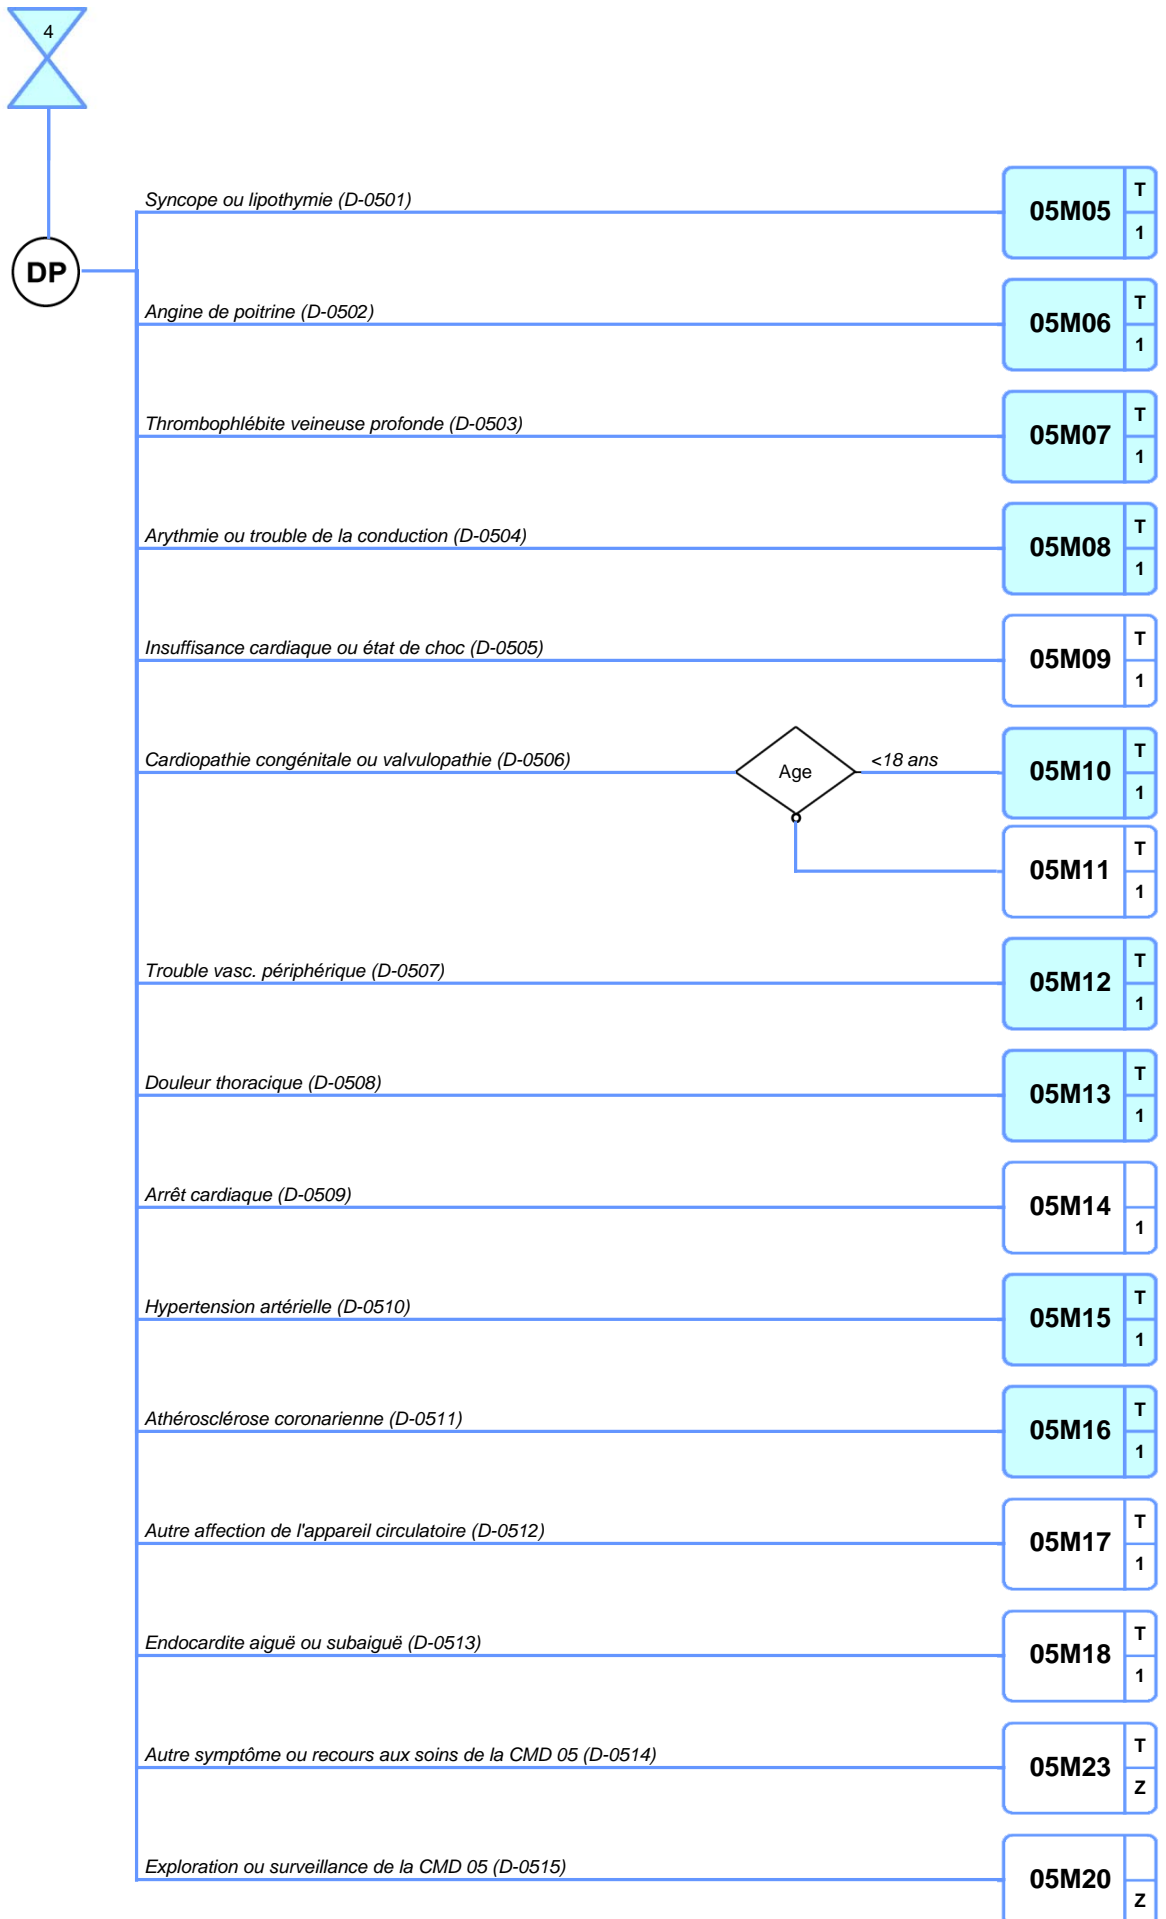 4
DP
Syncope ou lipothymie (D-0501)
05M05
T
1
Angine de poitrine (D-0502)
05M06
T
1
Thrombophlébite veineuse profonde (D-0503)
05M07
T
1
Arythmie ou trouble de la conduction (D-0504)
05M08
T
1
Insuffisance cardiaque ou état de choc (D-0505)
05M09
T
1
Cardiopathie congénitale ou valvulopathie (D-0506)
Age
<18 ans
05M10
T
1
05M11
T
1
Trouble vasc. périphérique (D-0507)
05M12
T
1
Douleur thoracique (D-0508)
05M13
T
1
Arrêt cardiaque (D-0509)
05M14
1
Hypertension artérielle (D-0510)
05M15
T
1
Athérosclérose coronarienne (D-0511)
05M16
T
1
Autre affection de l'appareil circulatoire (D-0512)
05M17
T
1
Endocardite aiguë ou subaiguë (D-0513)
05M18
T
1
Autre symptôme ou recours aux soins de la CMD 05 (D-0514)
05M23
T
Z
Exploration ou surveillance de la CMD 05 (D-0515)
05M20
Z